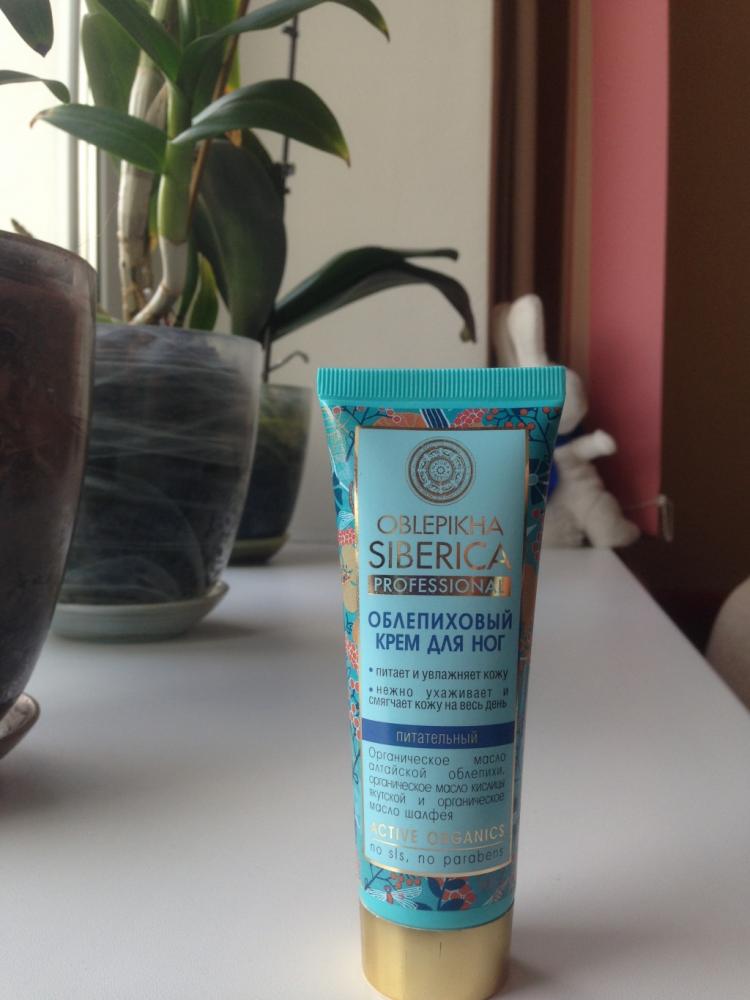 OBLEPIKHA
SIBERICA
PROFESSIONAL
ОБЛЕПИХОВЫЙ
КРЕМ ДЛЯ НОГ
• питает и увлажняет кожу
• нежно ухаживает и
смягчает кожу на весь день
питательный
Органическое масло
алтайской облепихи,
органическое масло кислицы
якутской и органическое
масло шалфея
ACTIVE ORGANICS
no sls, no parabens